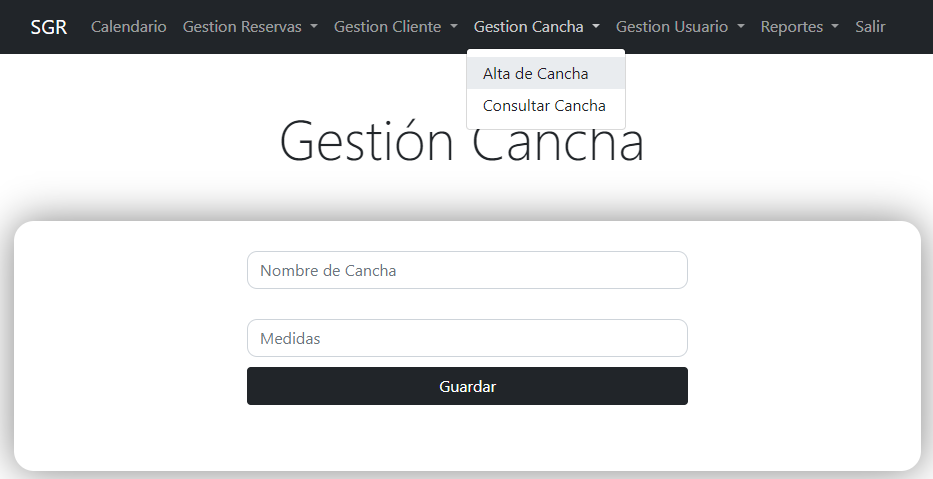 SGR Calendario Gestion Reservas Gestion Cliente Gestion Cancha Gestion Usuario Reportes Salir
Alta de Cancha
Consultar Cancha
Gestión Cancha
Nombre de Cancha
Medidas
Guardar